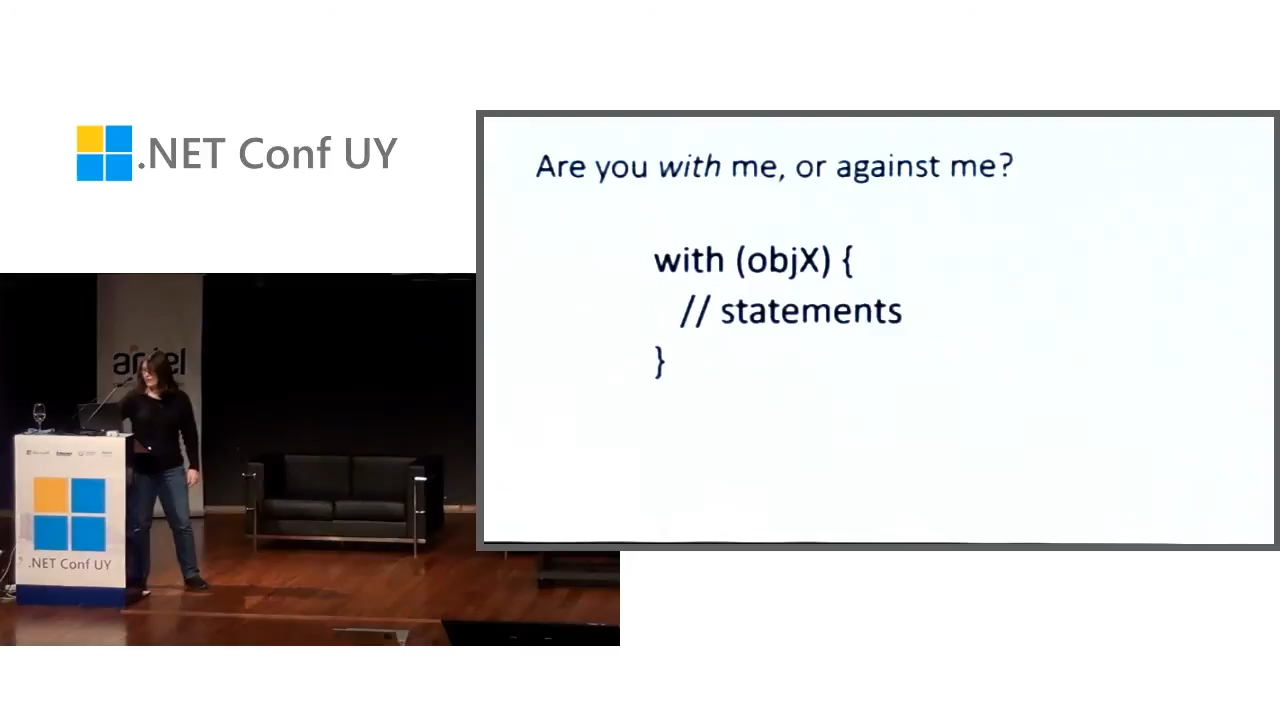 .NET Conf UY
Are you with me, or against me?
with (objX) {
// statements
}
.NET Conf UY